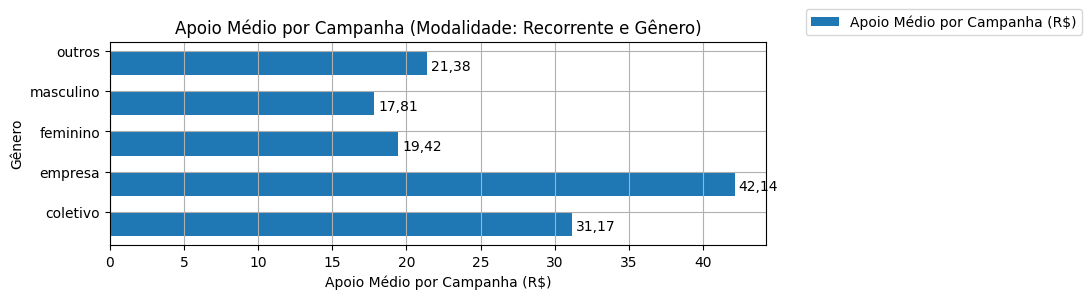 Apoio Médio por Campanha (R$)
Apoio Médio por Campanha (Modalidade: Recorrente e Gênero)
Gênero
outros
21,38
masculino
17,81
feminino
19,42
empresa
42,14
coletivo
31,17
0 5 10 15 20 25 30 35 40
Apoio Médio por Campanha (R$)